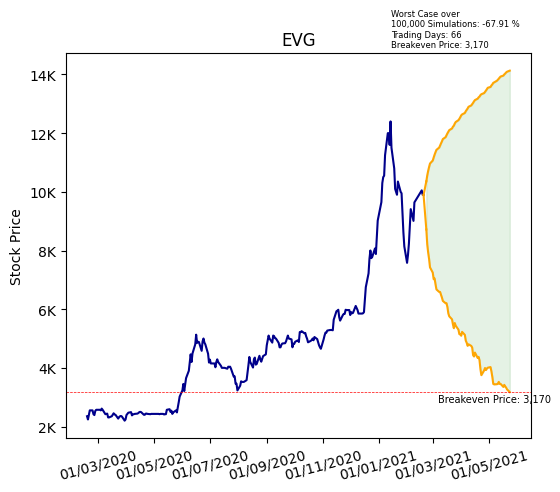 Worst Case over
100,000 Simulations: -67.91 %
Trading Days: 66
Breakeven Price: 3,170
EVG
Stock Price
14K
12K
10K
8K
6K
4K
2K
Breakeven Price: 3,170
01/03/2020
01/05/2020
01/07/2020
01/09/2020
01/11/2020
01/01/2021
01/03/2021
01/05/2021